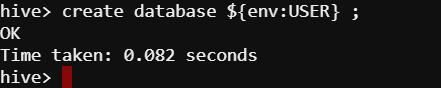 hive> create database ${env:USER} ;
OK
Time taken: 0.082 seconds
hive>